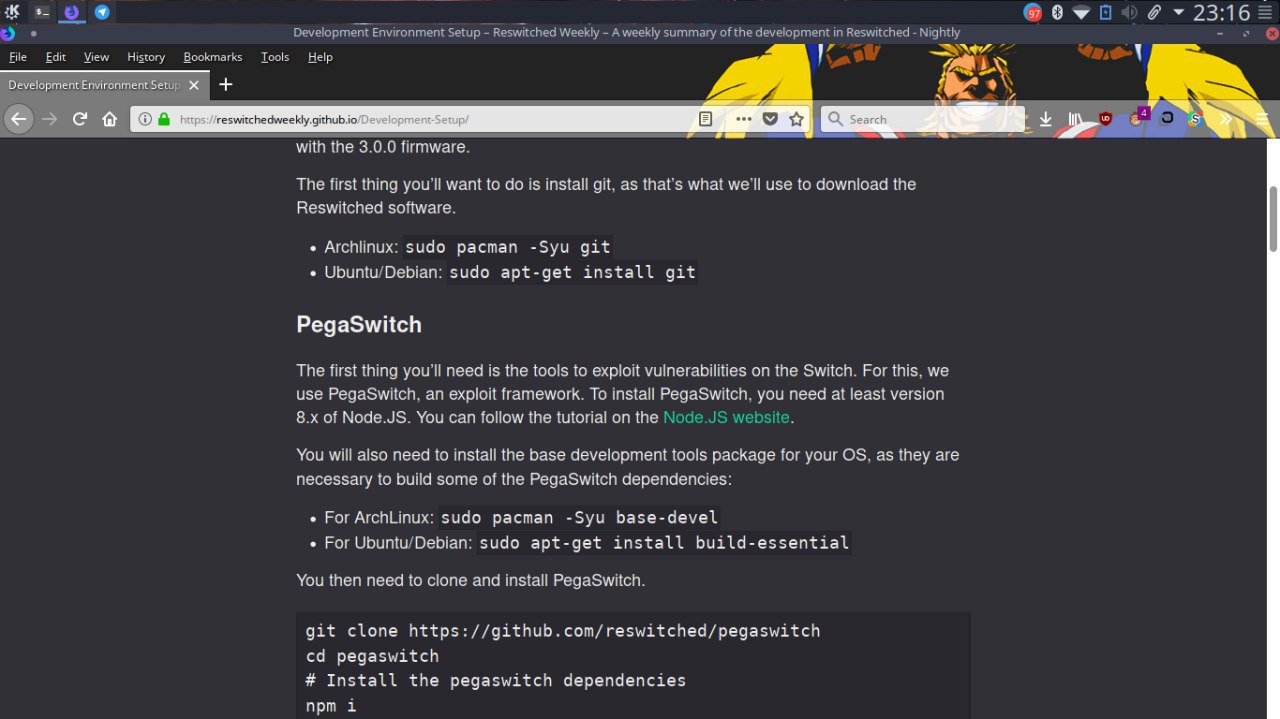 97
23:16
Development Environment Setup – Reswitched Weekly – A weekly summary of the development in Reswitched - Nightly
File Edit View History Bookmarks Tools Help
Development Environment Setup
https://reswitchedweekly.github.io/Development-Setup/
Search
4
with the 3.0.0 firmware.
The first thing you’ll want to do is install git, as that’s what we’ll use to download the
Reswitched software.
• Archlinux: sudo pacman -Syu git
• Ubuntu/Debian: sudo apt-get install git
PegaSwitch
The first thing you’ll need is the tools to exploit vulnerabilities on the Switch. For this, we
use PegaSwitch, an exploit framework. To install PegaSwitch, you need at least version
8.x of Node.JS. You can follow the tutorial on the Node.JS website.
You will also need to install the base development tools package for your OS, as they are
necessary to build some of the PegaSwitch dependencies:
• For ArchLinux: sudo pacman -Syu base-devel
• For Ubuntu/Debian: sudo apt-get install build-essential
You then need to clone and install PegaSwitch.
git clone https://github.com/reswitched/pegaswitch
cd pegaswitch
# Install the pegaswitch dependencies
npm i